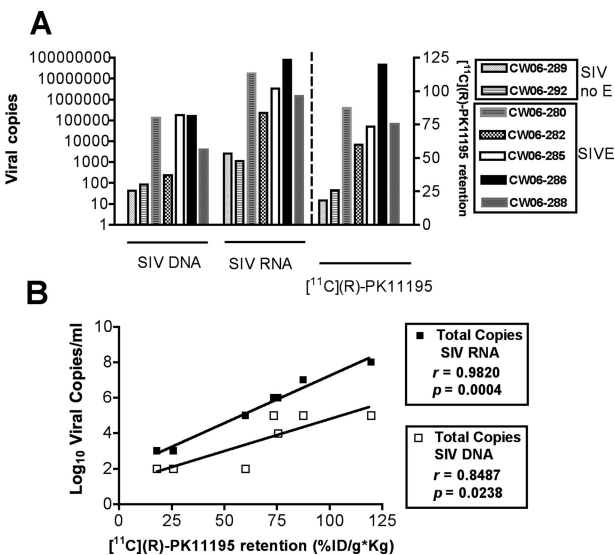 A
Viral copies
100000000
10000000
1000000
100000
10000
1000
100
10
1
125
100
75
50
25
0
[¹¹C](R)-PK11195 retention
SIV DNA
SIV RNA
[¹¹C](R)-PK11195
CW06-289
CW06-292
SIV
no E
CW06-280
CW06-282
CW06-285
CW06-286
CW06-288
SIVE
B
Log₁₀ Viral Copies/ml
10
8
6
4
2
0
0
25
50
75
100
125
[¹¹C](R)-PK11195 retention (%ID/g*Kg)
Total Copies
SIV RNA
r = 0.9820
p = 0.0004
Total Copies
SIV DNA
r = 0.8487
p = 0.0238